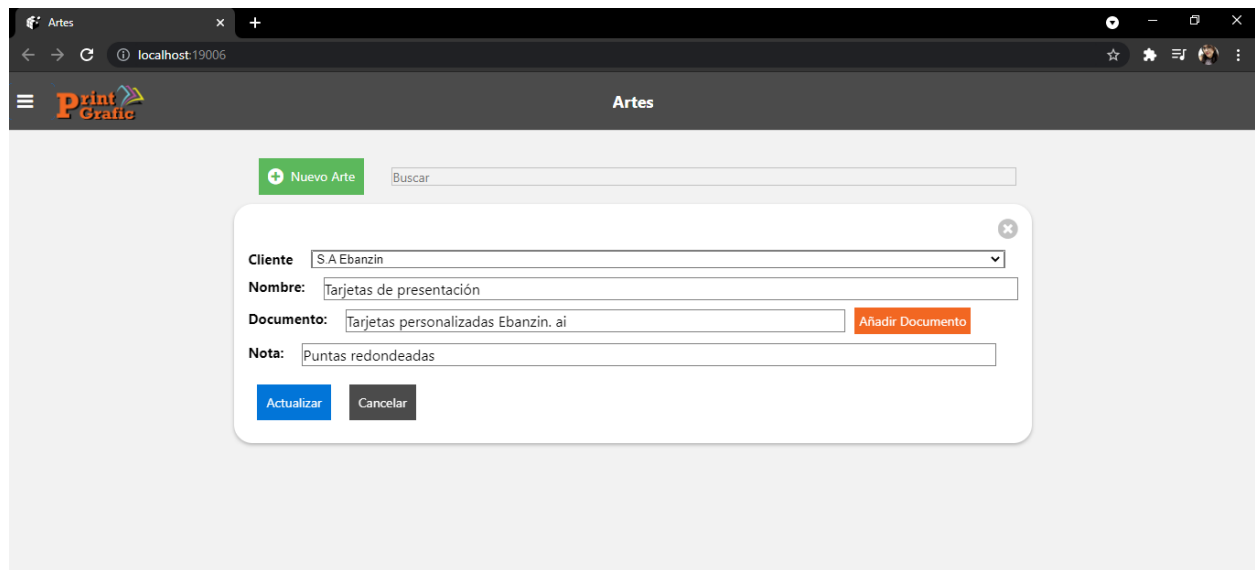 Artes
localhost:19006
Print
Grafic
Artes
Nuevo Arte
Buscar
Cliente S.A Ebanzin
Nombre: Tarjetas de presentación
Documento: Tarjetas personalizadas Ebanzin. ai Añadir Documento
Nota: Puntas redondeadas
Actualizar Cancelar